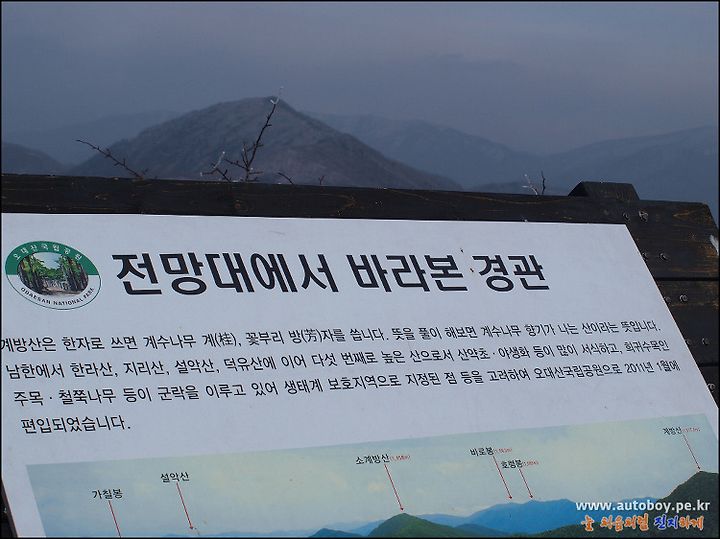 오대산국립공원
ODAESAN NATIONAL PARK
전망대에서 바라본 경관
계방산은 한자로 쓰면 계수나무 계(桂), 꽃부리 방(芳)자를 씁니다. 뜻을 풀이 해보면 계수나무 향기가 나는 산이라는 뜻입니다.
남한에서 한라산, 지리산, 설악산, 덕유산에 이어 다섯 번째로 높은 산으로서 산약초·야생화 등이 많이 서식하고, 희귀수목인
주목·철쭉나무 등이 군락을 이루고 있어 생태계 보호지역으로 지정된 점 등을 고려하여 오대산국립공원으로 2011년 1월에
편입되었습니다.
계방산
바로봉
호령봉
소계방산
설악산
가칠봉
www.autoboy.pe.kr
늘 처음처럼 진지하게